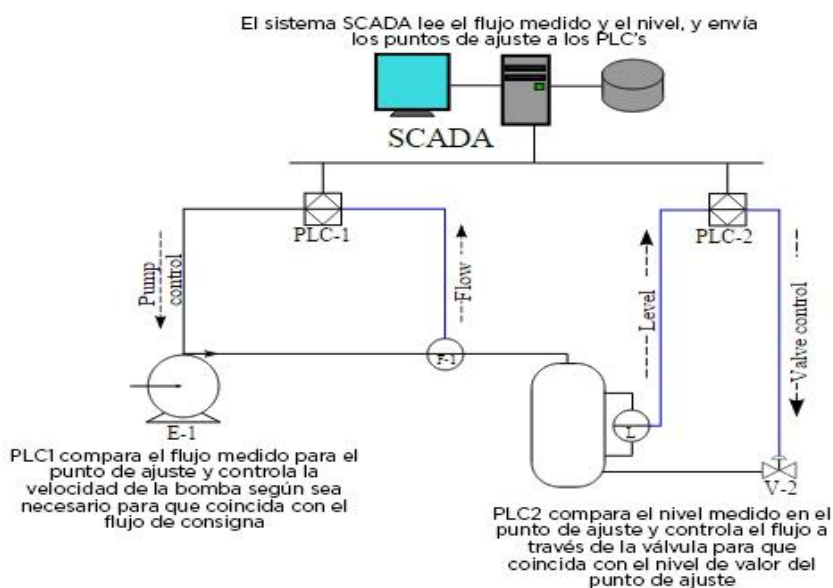 El sistema SCADA lee el flujo medido y el nivel, y envía
los puntos de ajuste a los PLC's
SCADA
PLC-1
PLC-2
Pump
control
Flow
Level
Valve control
F-1
L
E-1
V-2
PLC1 compara el flujo medido para el
punto de ajuste y controla la
velocidad de la bomba según sea
necesario para que coincida con el
flujo de consigna
PLC2 compara el nivel medido en el
punto de ajuste y controla el flujo a
través de la válvula para que
coincida con el nivel de valor del
punto de ajuste